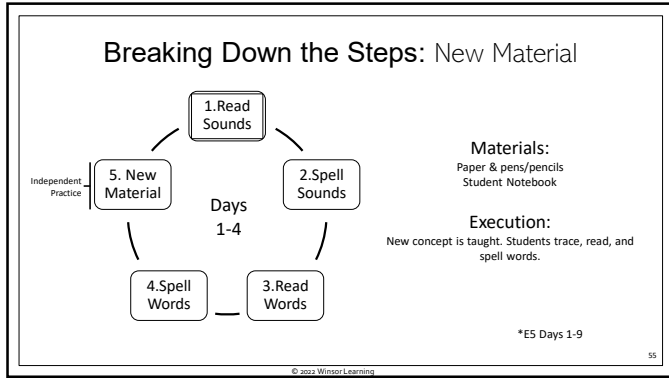 Breaking Down the Steps: New Material
1.Read
Sounds
2.Spell
Sounds
3.Read
Words
4.Spell
Words
5. New
Material
Independent
Practice
Days
1-4
Materials:
Paper & pens/pencils
Student Notebook
Execution:
New concept is taught. Students trace, read, and
spell words.
*E5 Days 1-9
55
© 2022 Winsor Learning